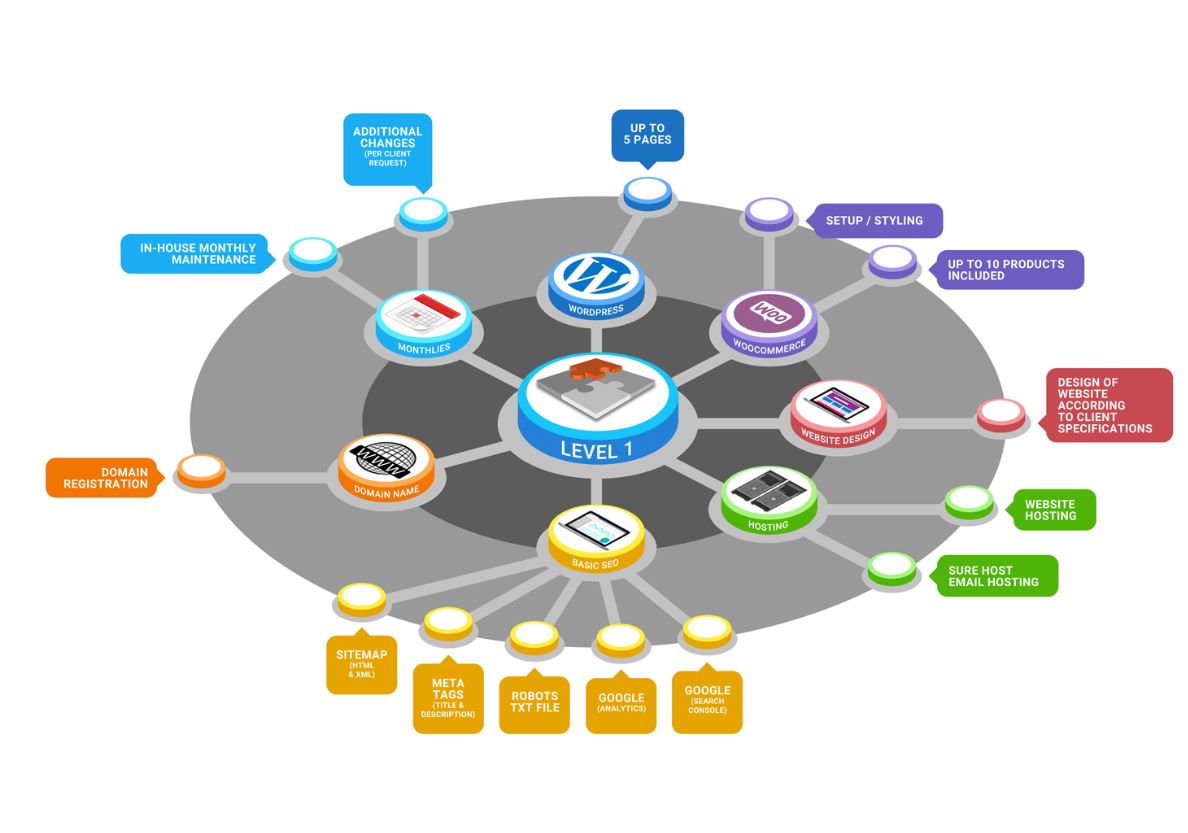 ADDITIONAL
CHANGES
(PER CLIENT
REQUEST)
UP TO
5 PAGES
SETUP / STYLING
IN-HOUSE MONTHLY
MAINTENANCE
UP TO 10 PRODUCTS
INCLUDED
WORDPRESS
WOO
MONTHLIES
WOOCOMMERCE
DESIGN OF
WEBSITE
ACCORDING
TO CLIENT
SPECIFICATIONS
LEVEL 1
WEBSITE DESIGN
WWW
DOMAIN NAME
DOMAIN
REGISTRATION
HOSTING
WEBSITE
HOSTING
BASIC SEO
SURE HOST
EMAIL HOSTING
SITEMAP
(HTML
& XML)
META
TAGS
(TITLE &
DESCRIPTION)
ROBOTS
TXT FILE
GOOGLE
(ANALYTICS)
GOOGLE
(SEARCH
CONSOLE)